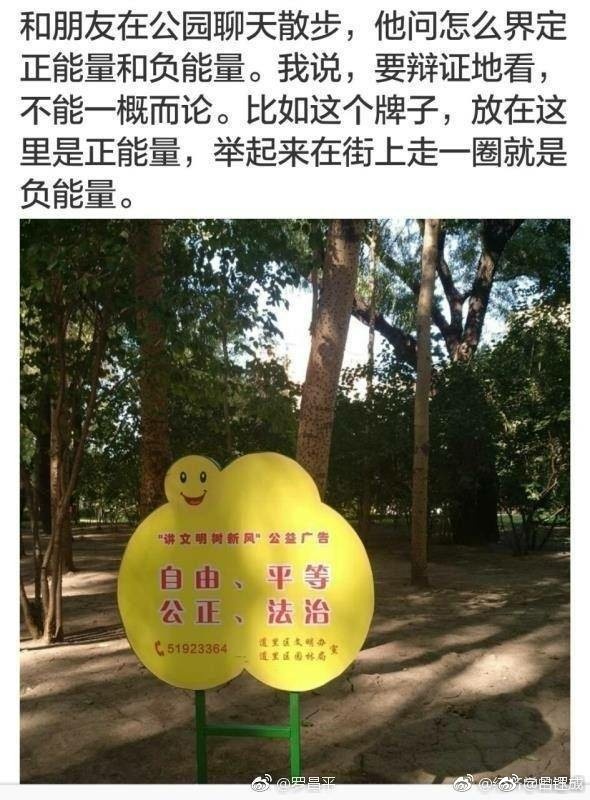 和朋友在公园聊天散步，他问怎么界定
正能量和负能量。我说，要辩证地看，
不能一概而论。比如这个牌子，放在这
里是正能量，举起来在街上走一圈就是
负能量。
"讲文明树新风"公益广告
自由、平等
公正、法治
51923364
道里区文明办
道里区园林局
宣
@罗昌平